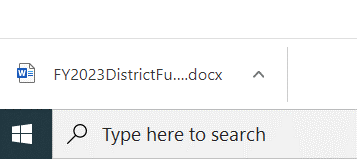 FY2023DistrictFu....docx
Type here to search